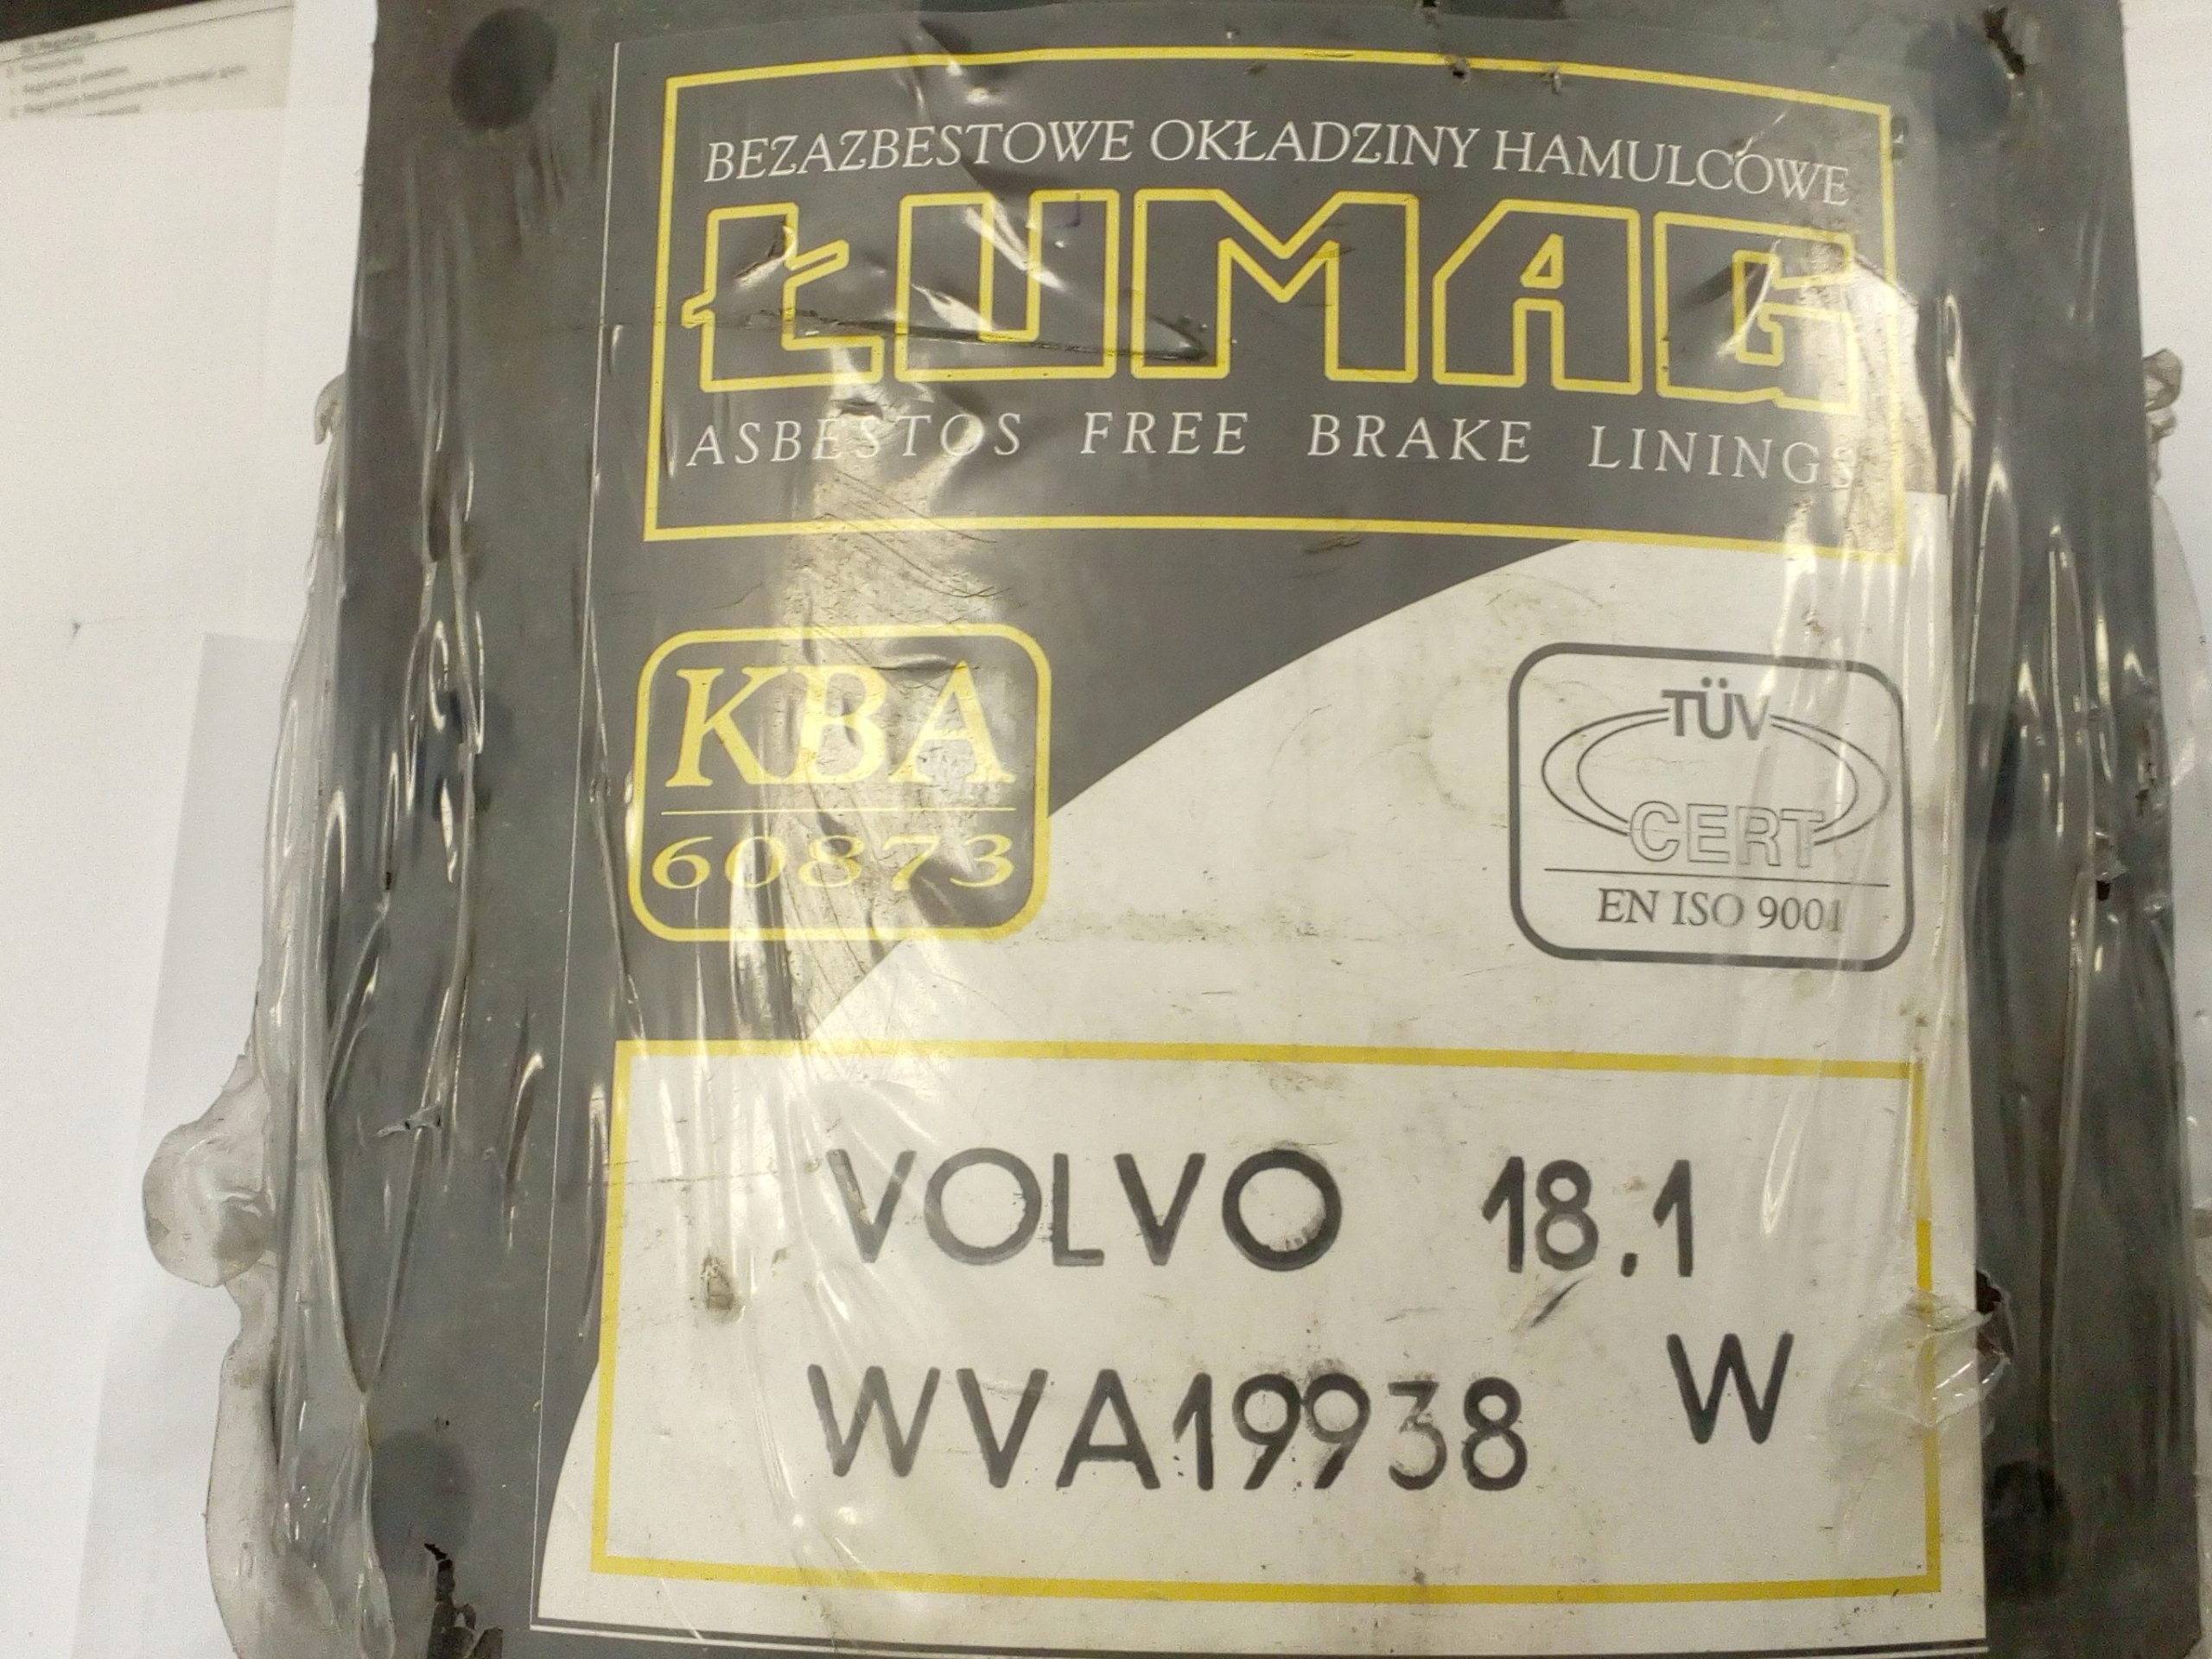 BEZAZBESTOWE OKŁADZINY HAMULCOWE
ŁUMAG
ASBESTOS FREE BRAKE LININGS
KBA
60873
TÜV
CERT
EN ISO 9001
VOLVO 18.1
WVA19938 W